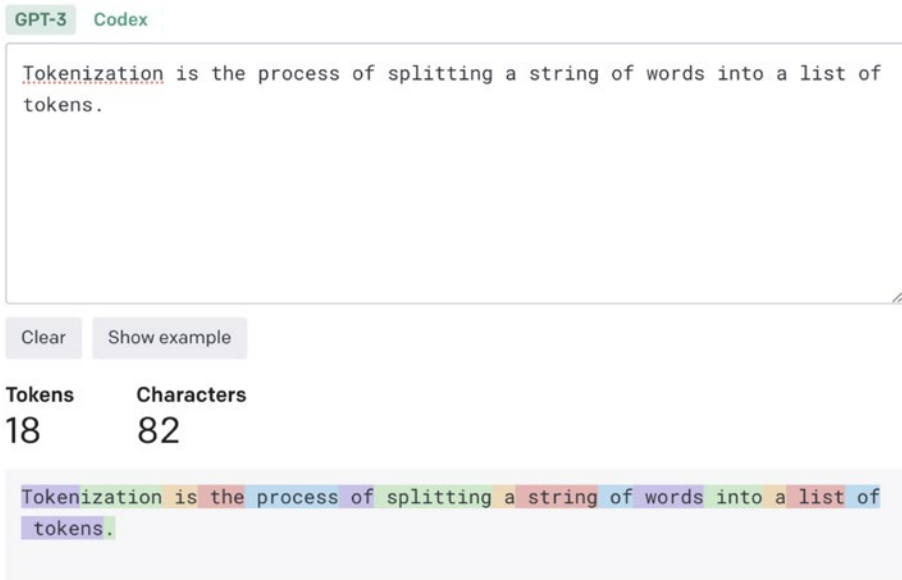 GPT-3 Codex
Tokenization is the process of splitting a string of words into a list of
tokens.
Clear Show example
Tokens Characters
18 82
Tokenization is the process of splitting a string of words into a list of
tokens.